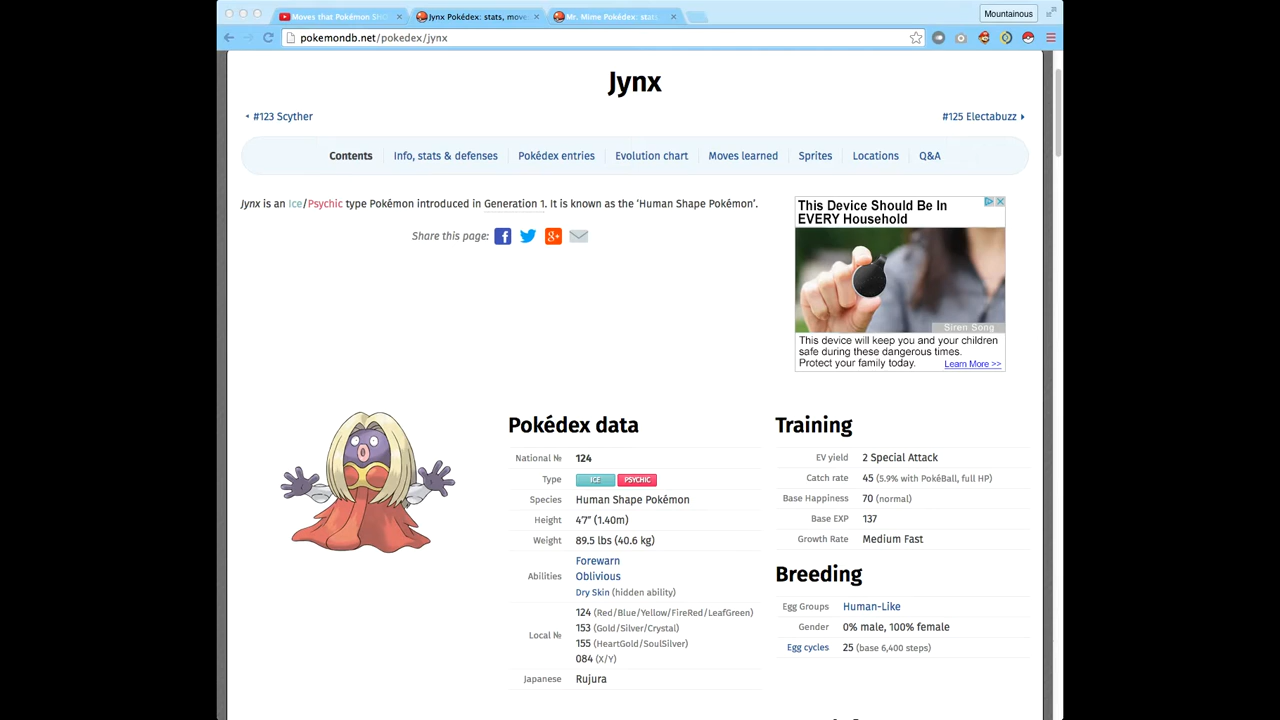 Moves that Pokémon SHO
Jynx Pokédex: stats, move
Mr. Mime Pokédex: stats
Mountainous
pokemondb.net/pokedex/jynx
Jynx
#123 Scyther
#125 Electabuzz
Contents
Info, stats & defenses
Pokédex entries
Evolution chart
Moves learned
Sprites
Locations
Q&A
Jynx is an Ice/Psychic type Pokémon introduced in Generation 1. It is known as the ‘Human Shape Pokémon’.
Share this page:
This Device Should Be In
EVERY Household
Siren Song
This device will keep you and your children
safe during these dangerous times.
Protect your family today.
Learn More >>
Pokédex data
National № 124
Type ICE PSYCHIC
Species Human Shape Pokémon
Height 4′7″ (1.40m)
Weight 89.5 lbs (40.6 kg)
Abilities Forewarn
Oblivious
Dry Skin (hidden ability)
Local № 124 (Red/Blue/Yellow/FireRed/LeafGreen)
153 (Gold/Silver/Crystal)
155 (HeartGold/SoulSilver)
084 (X/Y)
Japanese Rujura
Training
EV yield 2 Special Attack
Catch rate 45 (5.9% with PokéBall, full HP)
Base Happiness 70 (normal)
Base EXP 137
Growth Rate Medium Fast
Breeding
Egg Groups Human-Like
Gender 0% male, 100% female
Egg cycles 25 (base 6,400 steps)